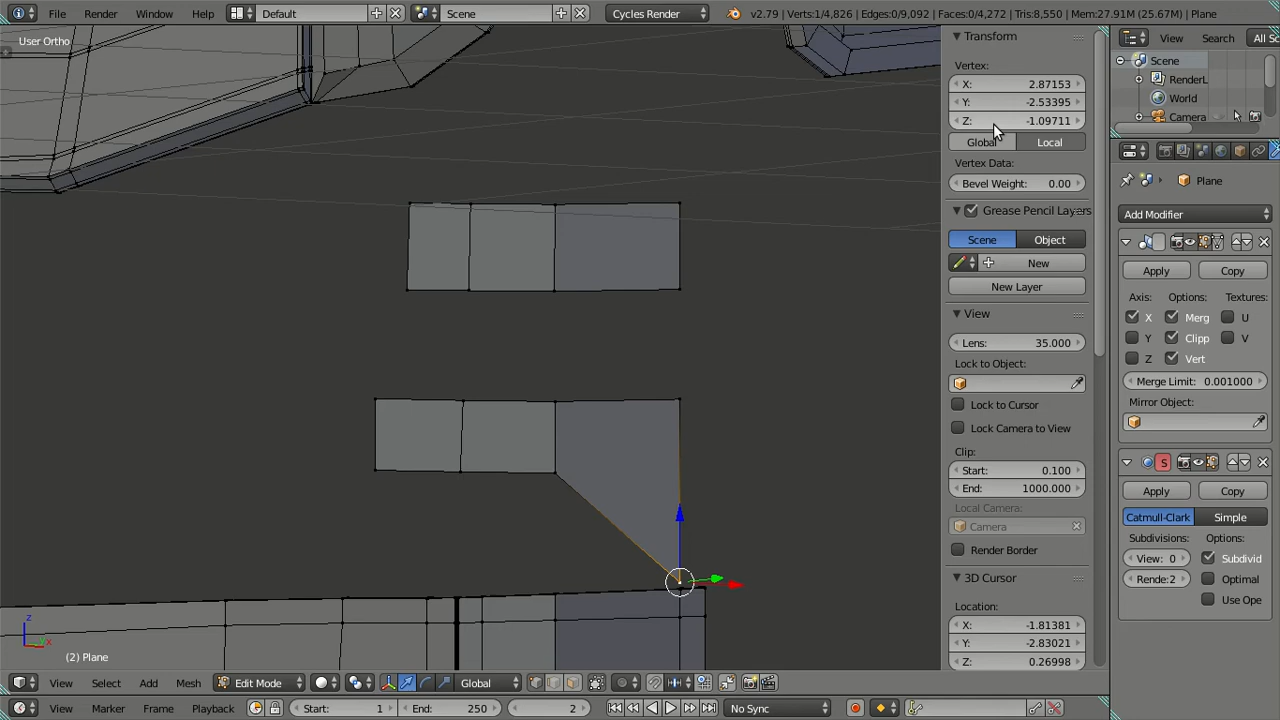 File Render Window Help Default Scene Cycles Render v2.79 | Verts:1/4,826 | Edges:0/9,092 | Faces:0/4,272 | Tris:8,550 | Mem:27.91M (25.67M) | Plane
User Ortho
Transform
Vertex:
X: 2.87153
Y: -2.53395
Z: -1.09711
Global Local
Vertex Data:
Bevel Weight: 0.00
Grease Pencil Layers
Scene Object
New
New Layer
View
Lens: 35.000
Lock to Object:
Lock to Cursor
Lock Camera to View
Clip:
Start: 0.100
End: 1000.000
Local Camera:
Camera
Render Border
3D Cursor
Location:
X: -1.81381
Y: -2.83021
Z: 0.26998
View Search All Sc
Scene
RenderL
World
Camera
Plane
Add Modifier
Apply Copy
Axis: Options: Textures:
X Merg U
Y Clipp V
Z Vert
Merge Limit: 0.001000
Mirror Object:
S
Apply Copy
Catmull-Clark Simple
Subdivisions: Options:
View: 0 Subdivid
Rende: 2 Optimal
Use Ope
z
x
(2) Plane
View Select Add Mesh Edit Mode Global
View Marker Frame Playback Start: 1 End: 250 2 No Sync